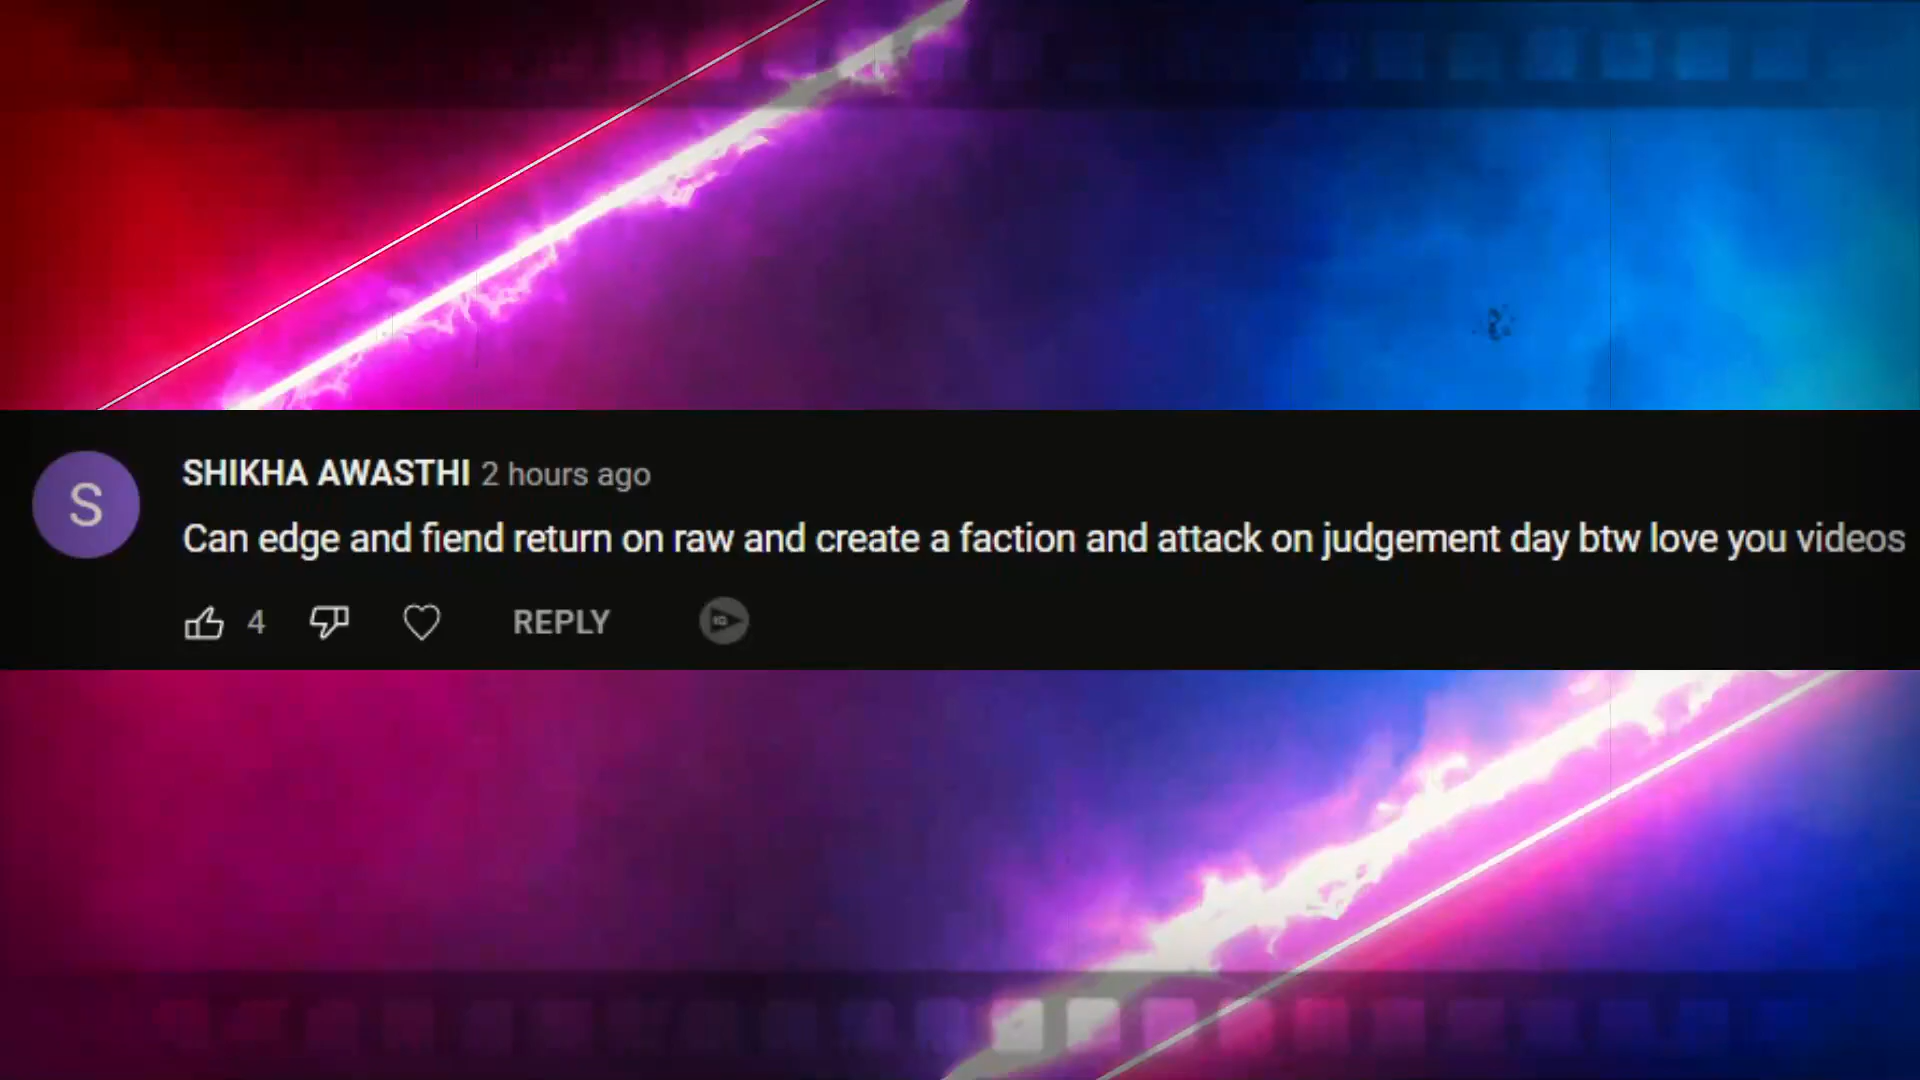 S
SHIKHA AWASTHI 2 hours ago
Can edge and fiend return on raw and create a faction and attack on judgement day btw love you videos
4 REPLY